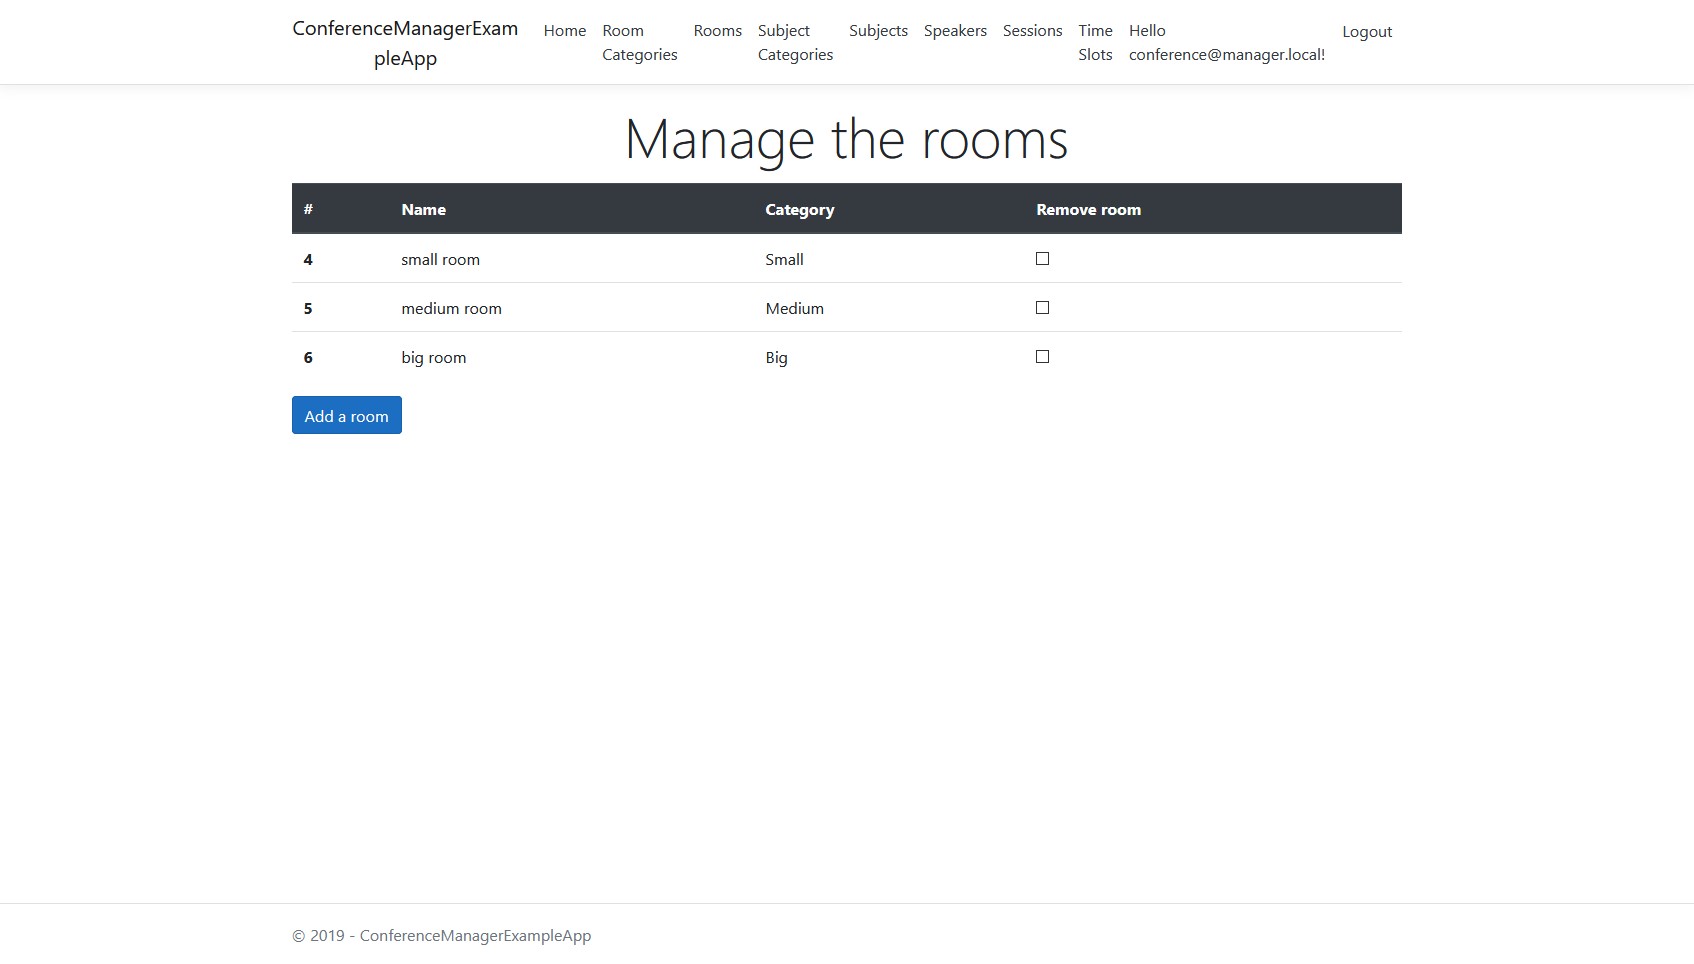 ConferenceManagerExam
pleApp
Home
Room
Categories
Rooms
Subject
Categories
Subjects
Speakers
Sessions
Time
Slots
Hello
conference@manager.local!
Logout
Manage the rooms
# Name Category Remove room
4 small room Small
5 medium room Medium
6 big room Big
Add a room
© 2019 - ConferenceManagerExampleApp